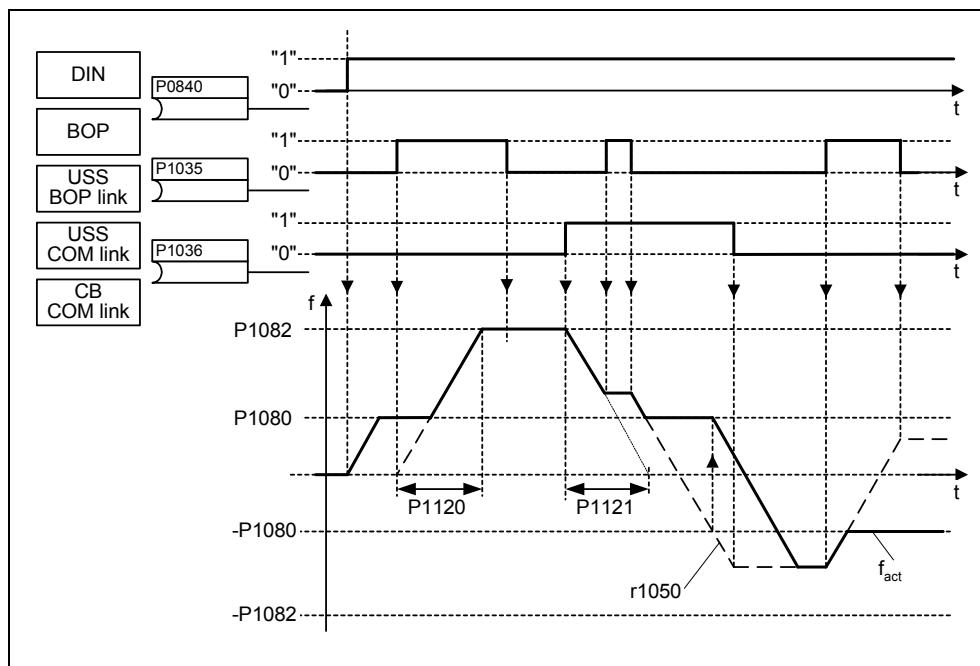 DIN
BOP
USS
BOP link
USS
COM link
CB
COM link
P0840
P1035
P1036
"1"
"0"
t
"1"
"0"
t
"1"
"0"
t
f
P1082
P1080
t
P1120
P1121
-P1080
r1050
fact
-P1082